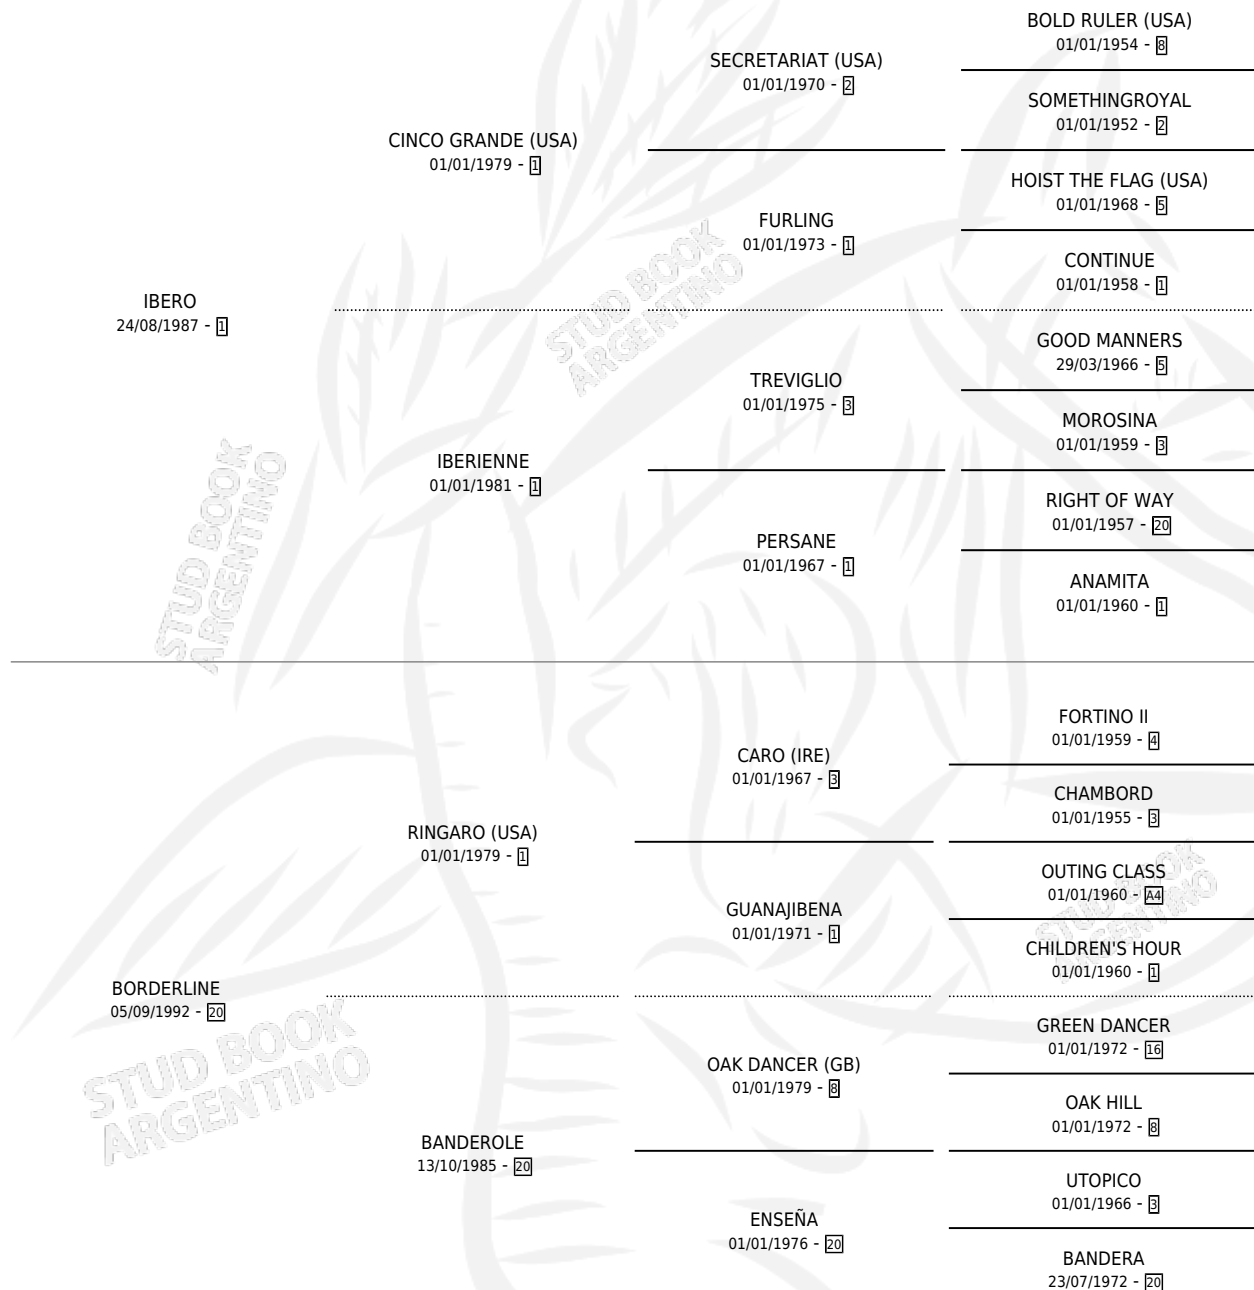 BOLD RULER (USA)
01/01/1954 - 8
SECRETARIAT (USA)
01/01/1970 - 2
SOMETHINGROYAL
01/01/1952 - 2
CINCO GRANDE (USA)
01/01/1979 - 1
HOIST THE FLAG (USA)
01/01/1968 - 5
FURLING
01/01/1973 - 1
CONTINUE
01/01/1958 - 1
IBERO
24/08/1987 - 1
GOOD MANNERS
29/03/1966 - 5
TREVIGLIO
01/01/1975 - 3
MOROSINA
01/01/1959 - 3
IBERIENNE
01/01/1981 - 1
RIGHT OF WAY
01/01/1957 - 20
PERSANE
01/01/1967 - 1
ANAMITA
01/01/1960 - 1
STUD BOOK
ARGENTINO
STUD BOOK
ARGENTINO
FORTINO II
01/01/1959 - 4
CARO (IRE)
01/01/1967 - 3
CHAMBORD
01/01/1955 - 3
RINGARO (USA)
01/01/1979 - 1
OUTING CLASS
01/01/1960 - A4
GUANAJIBENA
01/01/1971 - 1
CHILDREN'S HOUR
01/01/1960 - 1
STUD BOOK
ARGENTINO
BORDERLINE
05/09/1992 - 20
GREEN DANCER
01/01/1972 - 16
OAK DANCER (GB)
01/01/1979 - 8
OAK HILL
01/01/1972 - 8
BANDEROLE
13/10/1985 - 20
UTOPICO
01/01/1966 - 3
ENSEÑA
01/01/1976 - 20
BANDERA
23/07/1972 - 20
STUD BOOK
ARGENTINO